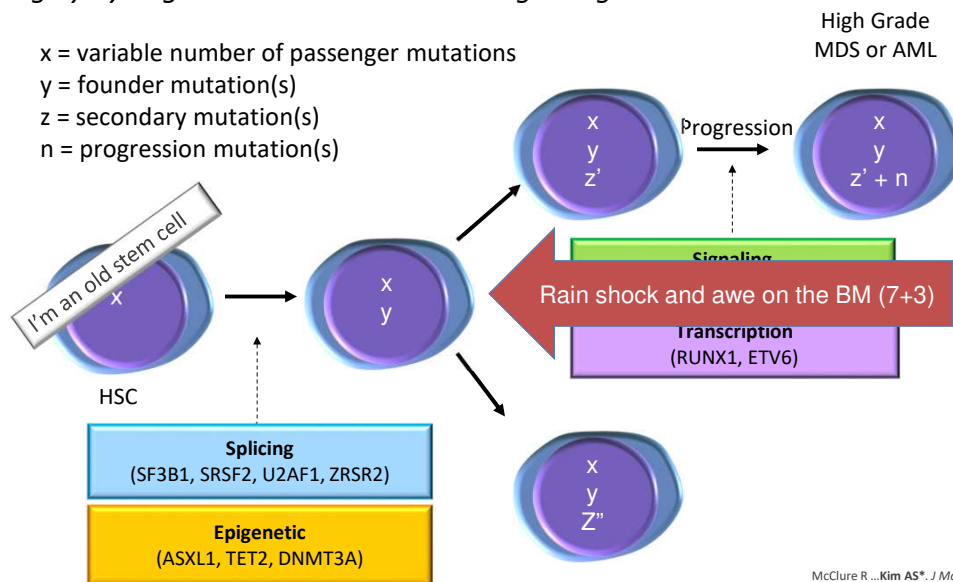 High Grade
MDS or AML
x = variable number of passenger mutations
y = founder mutation(s)
z = secondary mutation(s)
n = progression mutation(s)
x
y
z'
Progression
x
y
z' + n
I'm an old stem cell
x
HSC
x
y
Signaling
Rain shock and awe on the BM (7+3)
Transcription
(RUNX1, ETV6)
Splicing
(SF3B1, SRSF2, U2AF1, ZRSR2)
Epigenetic
(ASXL1, TET2, DNMT3A)
x
y
Z"
McClure R ...Kim AS*. J Mo